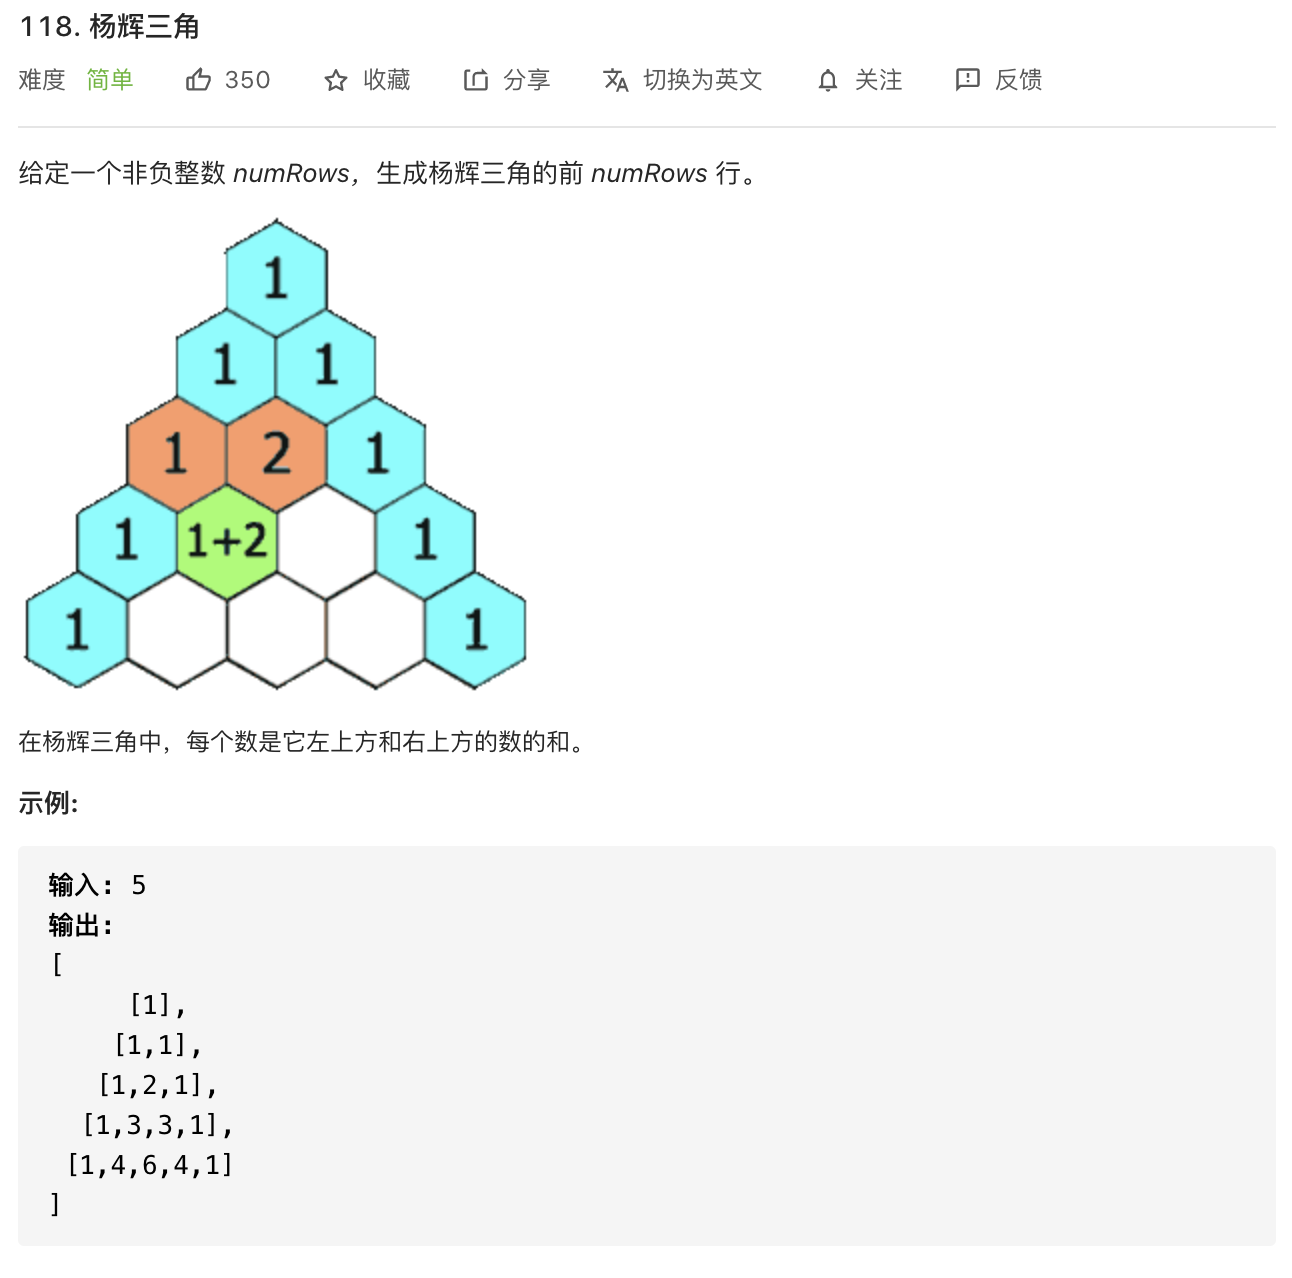 118. 杨辉三角
难度 简单 350 收藏 分享 切换为英文 关注 反馈
给定一个非负整数 numRows，生成杨辉三角的前 numRows 行。
1
1 1
1 2 1
1 1+2 1
1 1
在杨辉三角中，每个数是它左上方和右上方的数的和。
示例:
输入: 5
输出:
[
     [1],
    [1,1],
   [1,2,1],
  [1,3,3,1],
 [1,4,6,4,1]
]